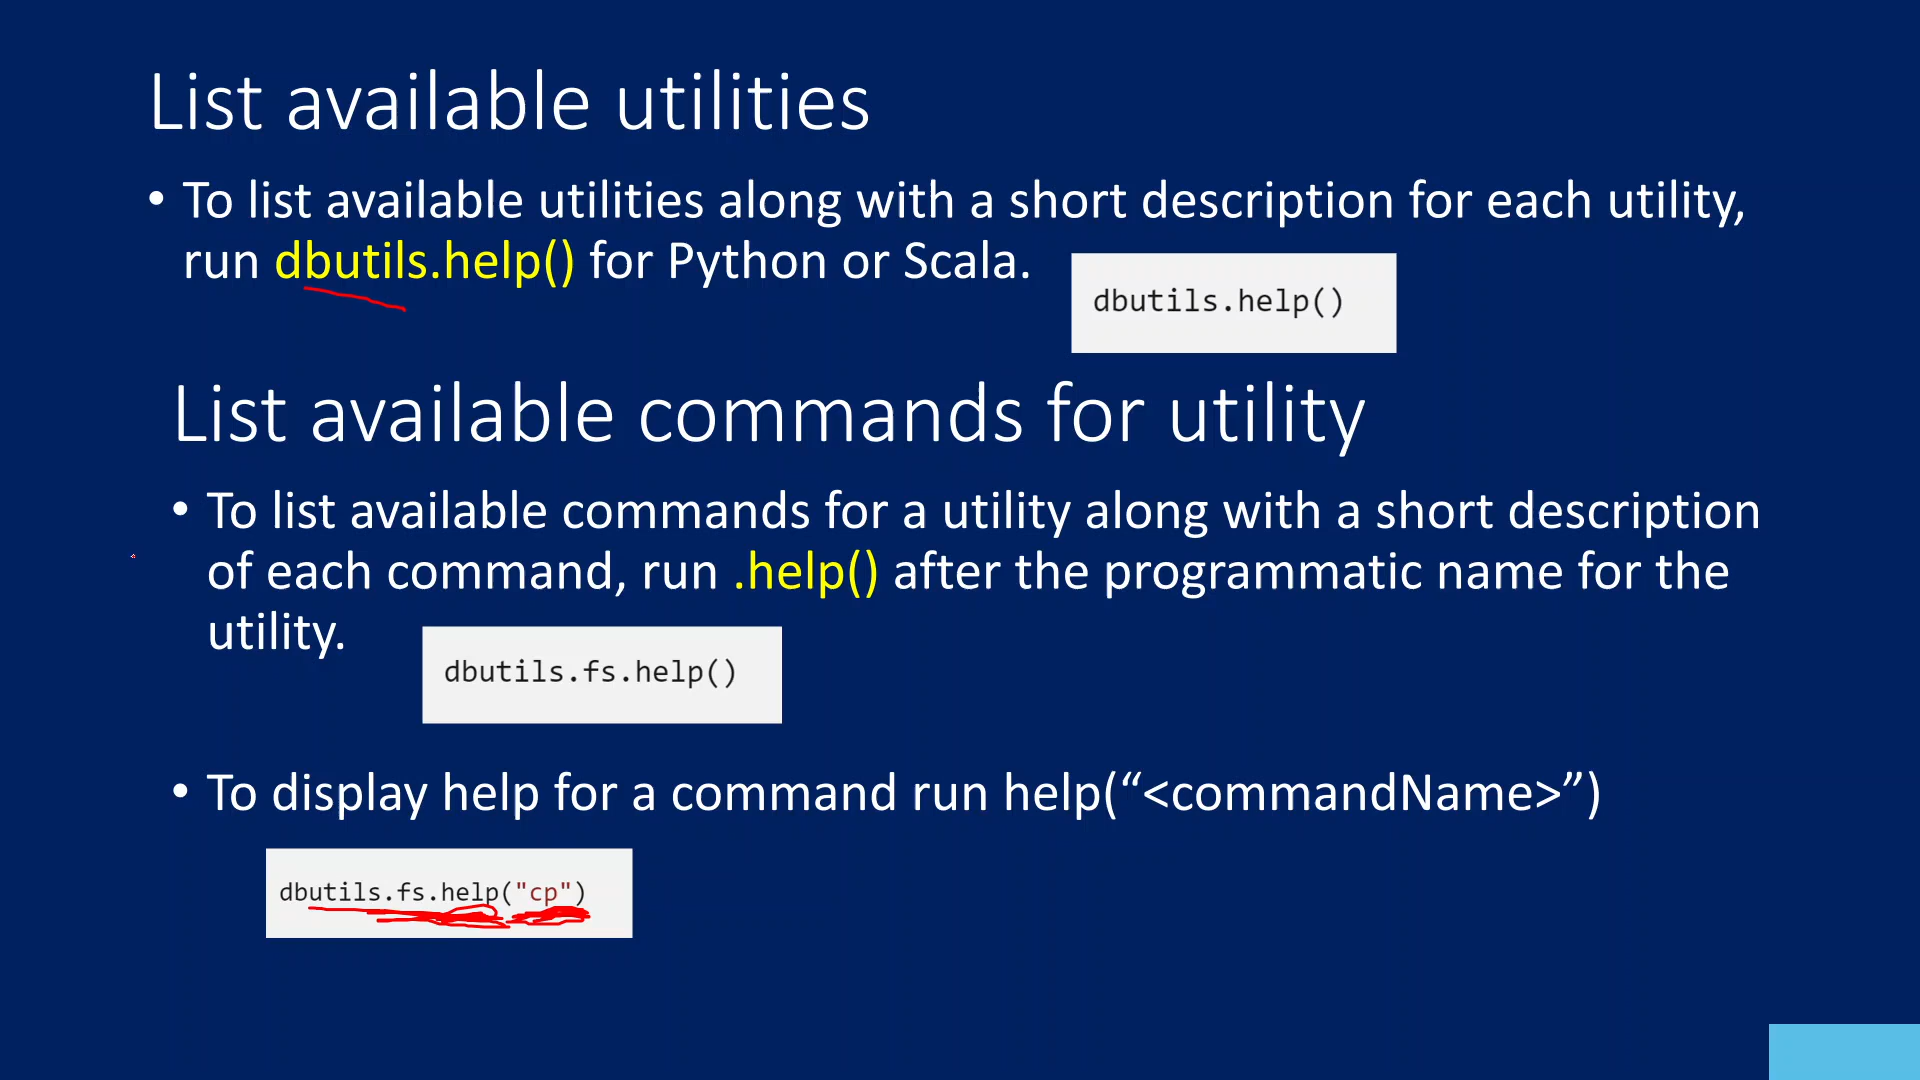 List available utilities
• To list available utilities along with a short description for each utility,
run dbutils.help() for Python or Scala.
dbutils.help()
List available commands for utility
• To list available commands for a utility along with a short description
of each command, run .help() after the programmatic name for the
utility.
dbutils.fs.help()
• To display help for a command run help(“<commandName>”)
dbutils.fs.help("cp")